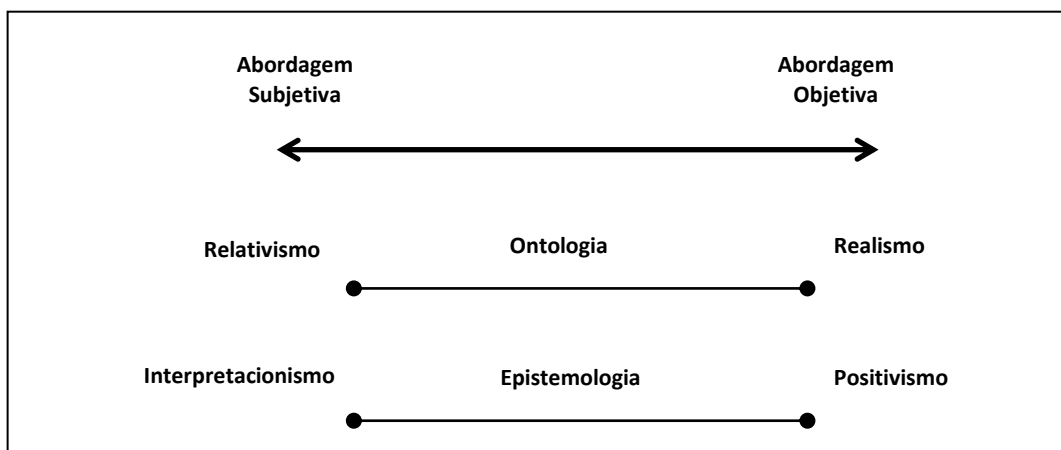 Abordagem
Subjetiva
Abordagem
Objetiva
Relativismo
Ontologia
Realismo
Interpretacionismo
Epistemologia
Positivismo